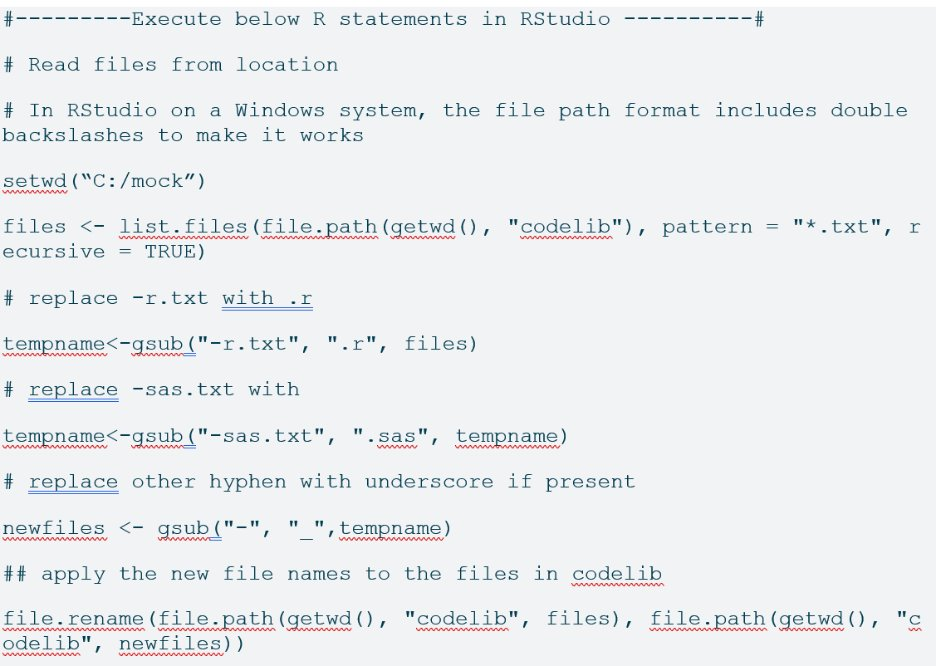 #---------Execute below R statements in RStudio ----------#
# Read files from location
# In RStudio on a Windows system, the file path format includes double
backslashes to make it works
setwd(“C:/mock”)
files <- list.files(file.path(getwd(), "codelib"), pattern = "*.txt", r
ecursive = TRUE)
# replace -r.txt with .r
tempname<-gsub("-r.txt", ".r", files)
# replace -sas.txt with
tempname<-gsub("-sas.txt", ".sas", tempname)
# replace other hyphen with underscore if present
newfiles <- gsub("-", "_",tempname)
## apply the new file names to the files in codelib
file.rename(file.path(getwd(), "codelib", files), file.path(getwd(), "c
odelib", newfiles))